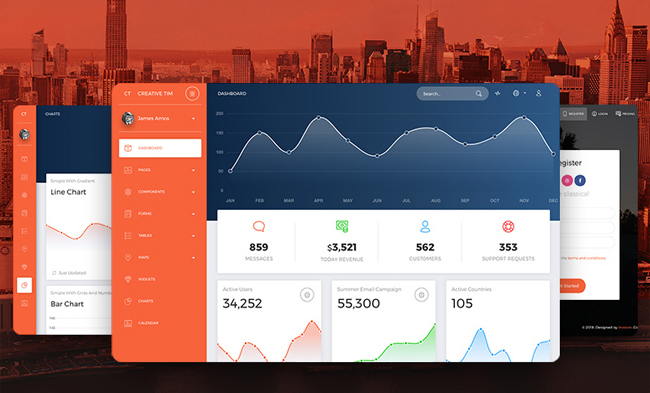 CT
CHARTS
Simple With Gradient
Line Chart
Just Updated
Simple With Grids And Numbers
Bar Chart
CT CREATIVE TIM
James Amos
DASHBOARD
PAGES
COMPONENTS
FORMS
TABLES
MAPS
WIDGETS
CHARTS
CALENDAR
DASHBOARD
Search...
200
150
100
50
0
JAN FEB MAR APR MAY JUN JUL AUG SEP OCT NOV DEC
859
MESSAGES
$3,521
TODAY REVENUE
562
CUSTOMERS
353
SUPPORT REQUESTS
Active Users
34,252
Summer Email Campaign
55,300
Active Countries
105
REGISTER LOGIN PRICING
egister
classical
terms and conditions
Started